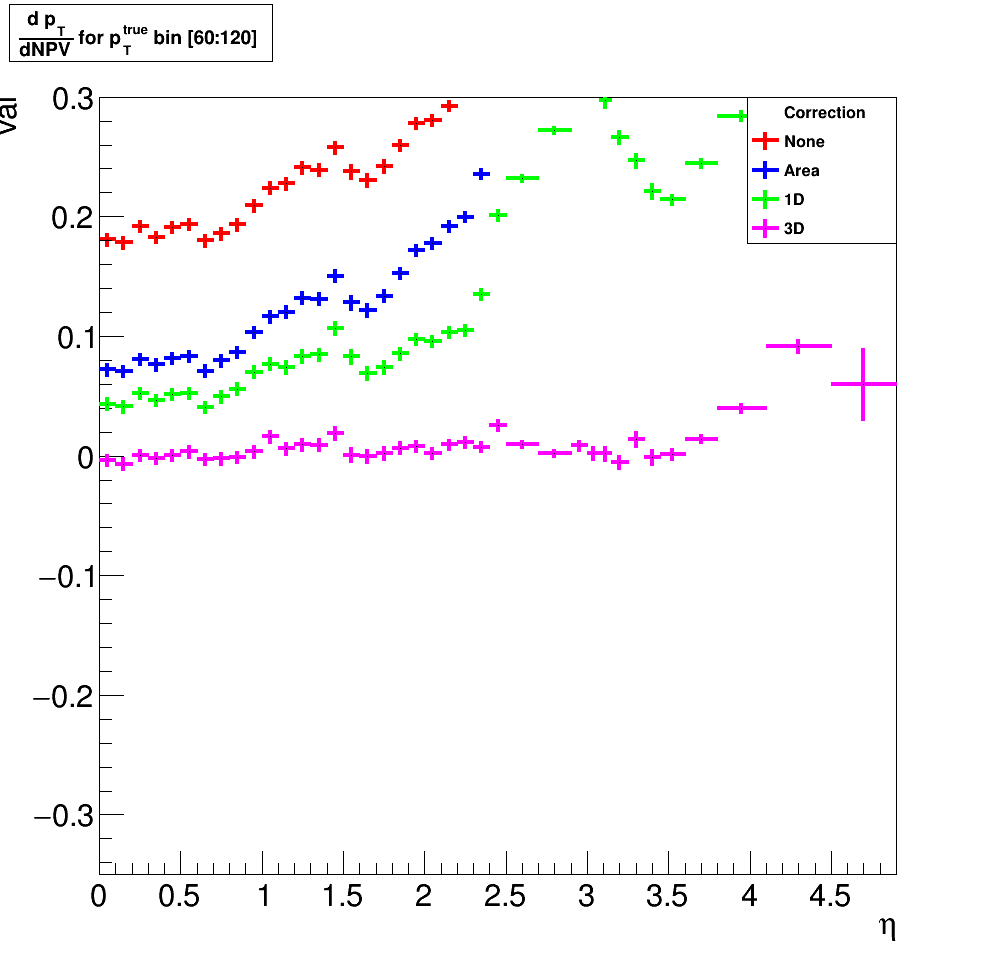 d p_T
dNPV
for p_T^true bin [60:120]
val
0.3
0.2
0.1
0
−0.1
−0.2
−0.3
Correction
None
Area
1D
3D
0 0.5 1 1.5 2 2.5 3 3.5 4 4.5
η